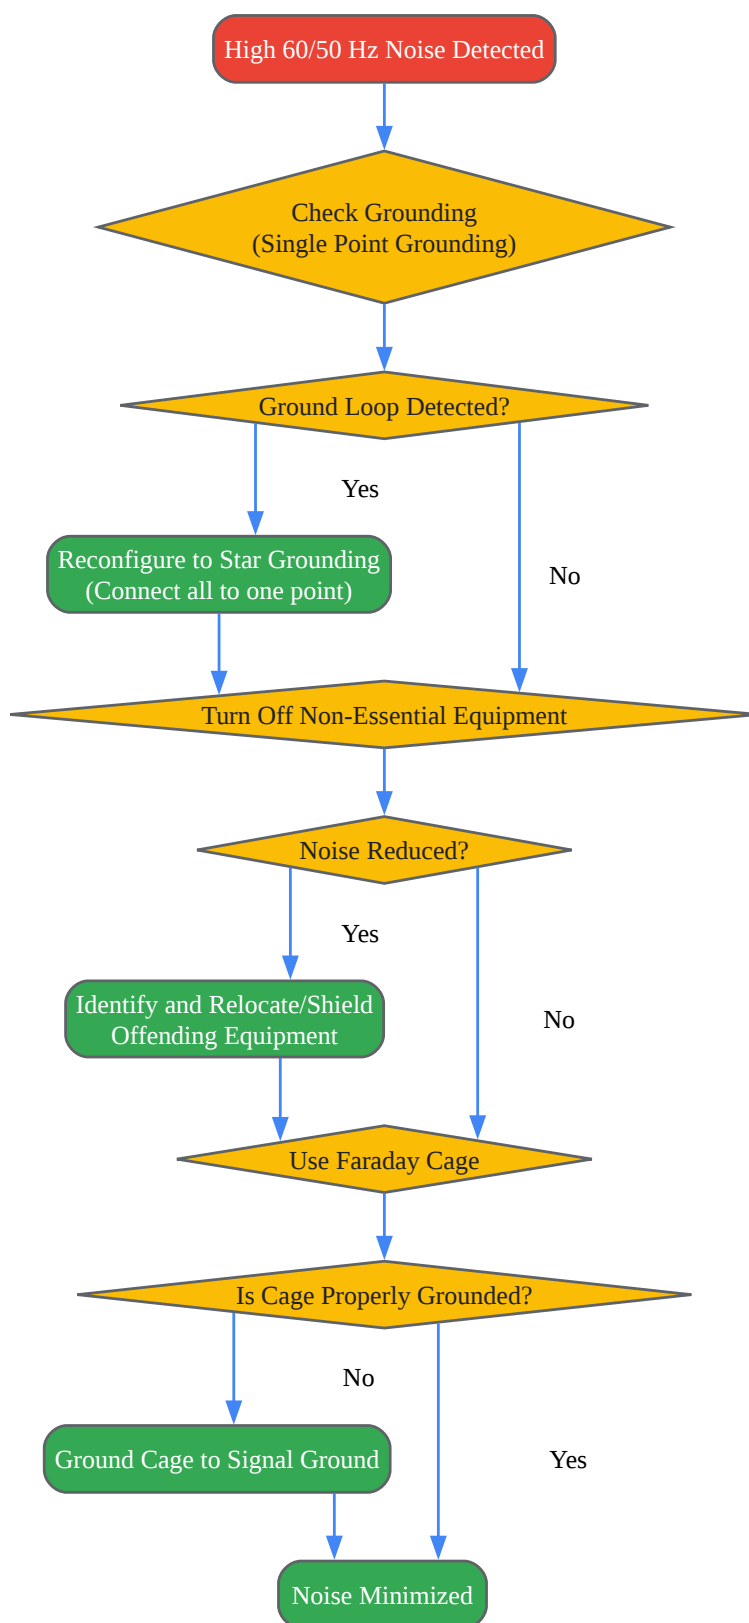 High 60/50 Hz Noise Detected
Check Grounding
(Single Point Grounding)
Ground Loop Detected?
Yes
Reconfigure to Star Grounding
(Connect all to one point)
No
Turn Off Non-Essential Equipment
Noise Reduced?
Yes
Identify and Relocate/Shield
Offending Equipment
No
Use Faraday Cage
Is Cage Properly Grounded?
No
Ground Cage to Signal Ground
Yes
Noise Minimized